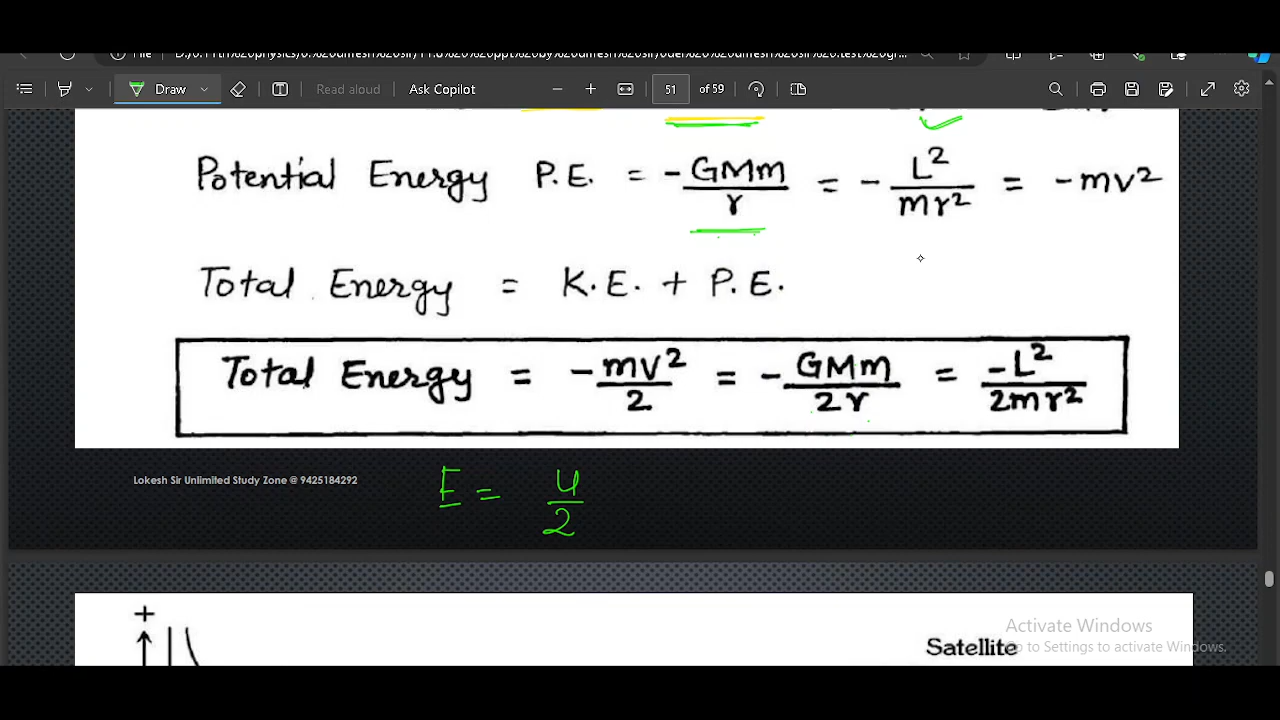 Draw
Read aloud
Ask Copilot
51 of 59
Potential Energy P.E. = -GMm/r = - L²/mr² = -mv²
Total Energy = K.E. + P.E.
Total Energy = -mv²/2 = -GMm/2r = -L²/2mr²
Lokesh Sir Unlimited Study Zone @ 9425184292
E = U/2
+
Satellite
Activate Windows
Go to Settings to activate Windows.